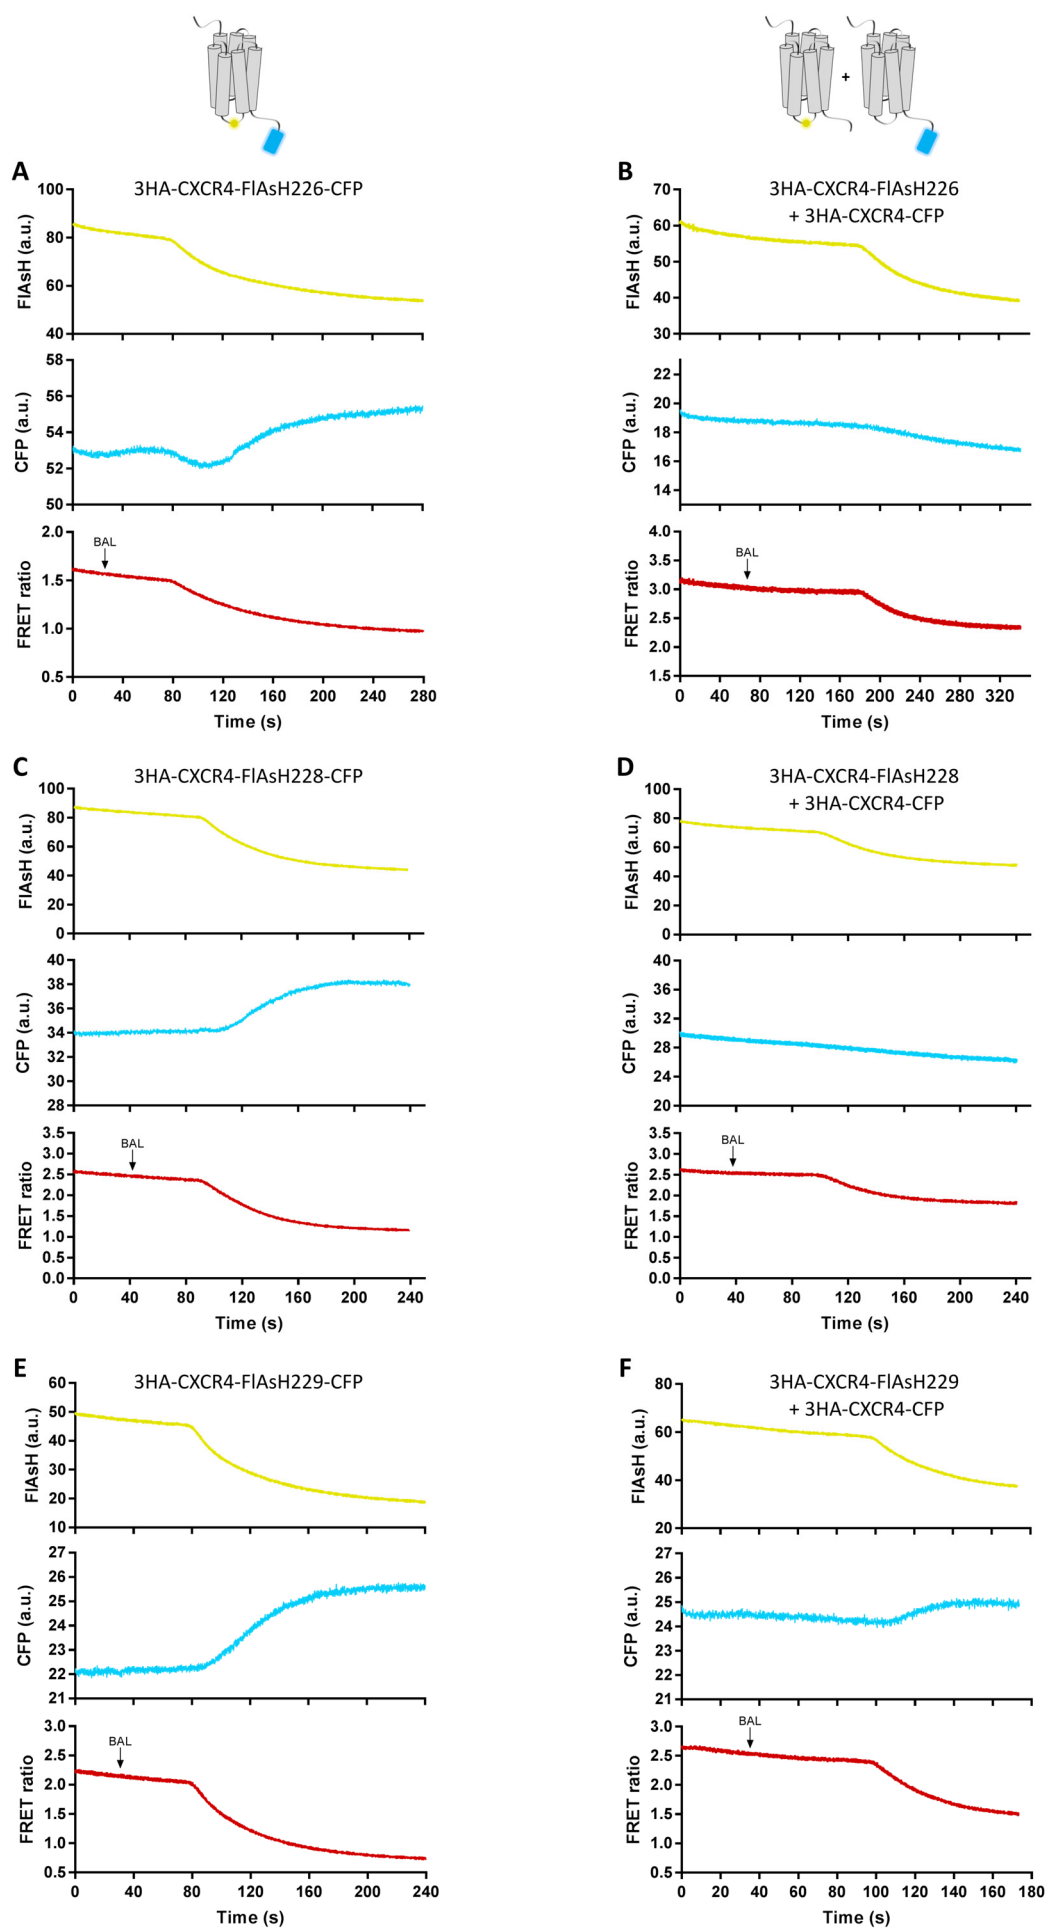 +
A
3HA-CXCR4-FlAsH226-CFP
100
80
60
40
FlAsH (a.u.)
58
56
54
52
50
CFP (a.u.)
2.0
1.5
1.0
0.5
FRET ratio
BAL
0 40 80 120 160 200 240 280
Time (s)
B
3HA-CXCR4-FlAsH226
+ 3HA-CXCR4-CFP
70
60
50
40
30
FlAsH (a.u.)
22
20
18
16
14
CFP (a.u.)
4.0
3.5
3.0
2.5
2.0
1.5
FRET ratio
BAL
0 40 80 120 160 200 240 280 320
Time (s)
C
3HA-CXCR4-FlAsH228-CFP
100
80
60
40
20
0
FlAsH (a.u.)
40
38
36
34
33
30
28
CFP (a.u.)
3.5
3.0
2.5
2.0
1.5
1.0
0.5
0.0
FRET ratio
BAL
0 40 80 120 160 200 240
Time (s)
D
3HA-CXCR4-FlAsH228
+ 3HA-CXCR4-CFP
100
80
60
40
20
0
FlAsH (a.u.)
40
36
32
28
24
20
CFP (a.u.)
3.5
3.0
2.5
2.0
1.5
1.0
0.5
0.0
FRET ratio
BAL
0 40 80 120 160 200 240
Time (s)
E
3HA-CXCR4-FlAsH229-CFP
60
50
40
30
20
10
FlAsH (a.u.)
27
26
25
24
23
22
21
CFP (a.u.)
3.0
2.5
2.0
1.5
1.0
0.5
FRET ratio
BAL
0 40 80 120 160 200 240
Time (s)
F
3HA-CXCR4-FlAsH229
+ 3HA-CXCR4-CFP
80
60
40
20
FlAsH (a.u.)
27
26
25
24
23
22
21
CFP (a.u.)
3.0
2.5
2.0
1.5
1.0
0.5
FRET ratio
BAL
0 20 40 60 80 100 120 140 160 180
Time (s)